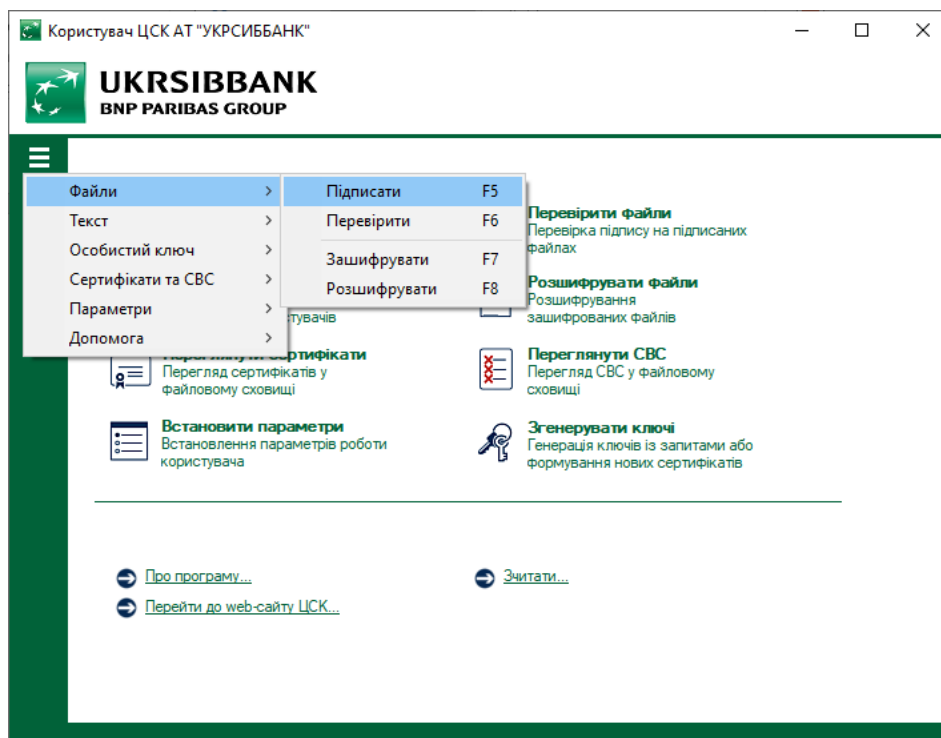 Користувач ЦСК АТ "УКРСИББАНК"
UKRSIBBANK
BNP PARIBAS GROUP
Файли
Текст
Особистий ключ
Сертифікати та СВС
Параметри
Допомога
Підписати F5
Перевірити F6
Зашифрувати F7
Розшифрувати F8
Перевірити файли
Перевірка підпису на підписаних
файлах
Розшифрувати файли
Розшифрування
зашифрованих файлів
Переглянути сертифікати
Перегляд сертифікатів у
файловому сховищі
Переглянути СВС
Перегляд СВС у файловому
сховищі
Встановити параметри
Встановлення параметрів роботи
користувача
Згенерувати ключі
Генерація ключів із запитами або
формування нових сертифікатів
Про програму...
Зчитати...
Перейти до web-сайту ЦСК...